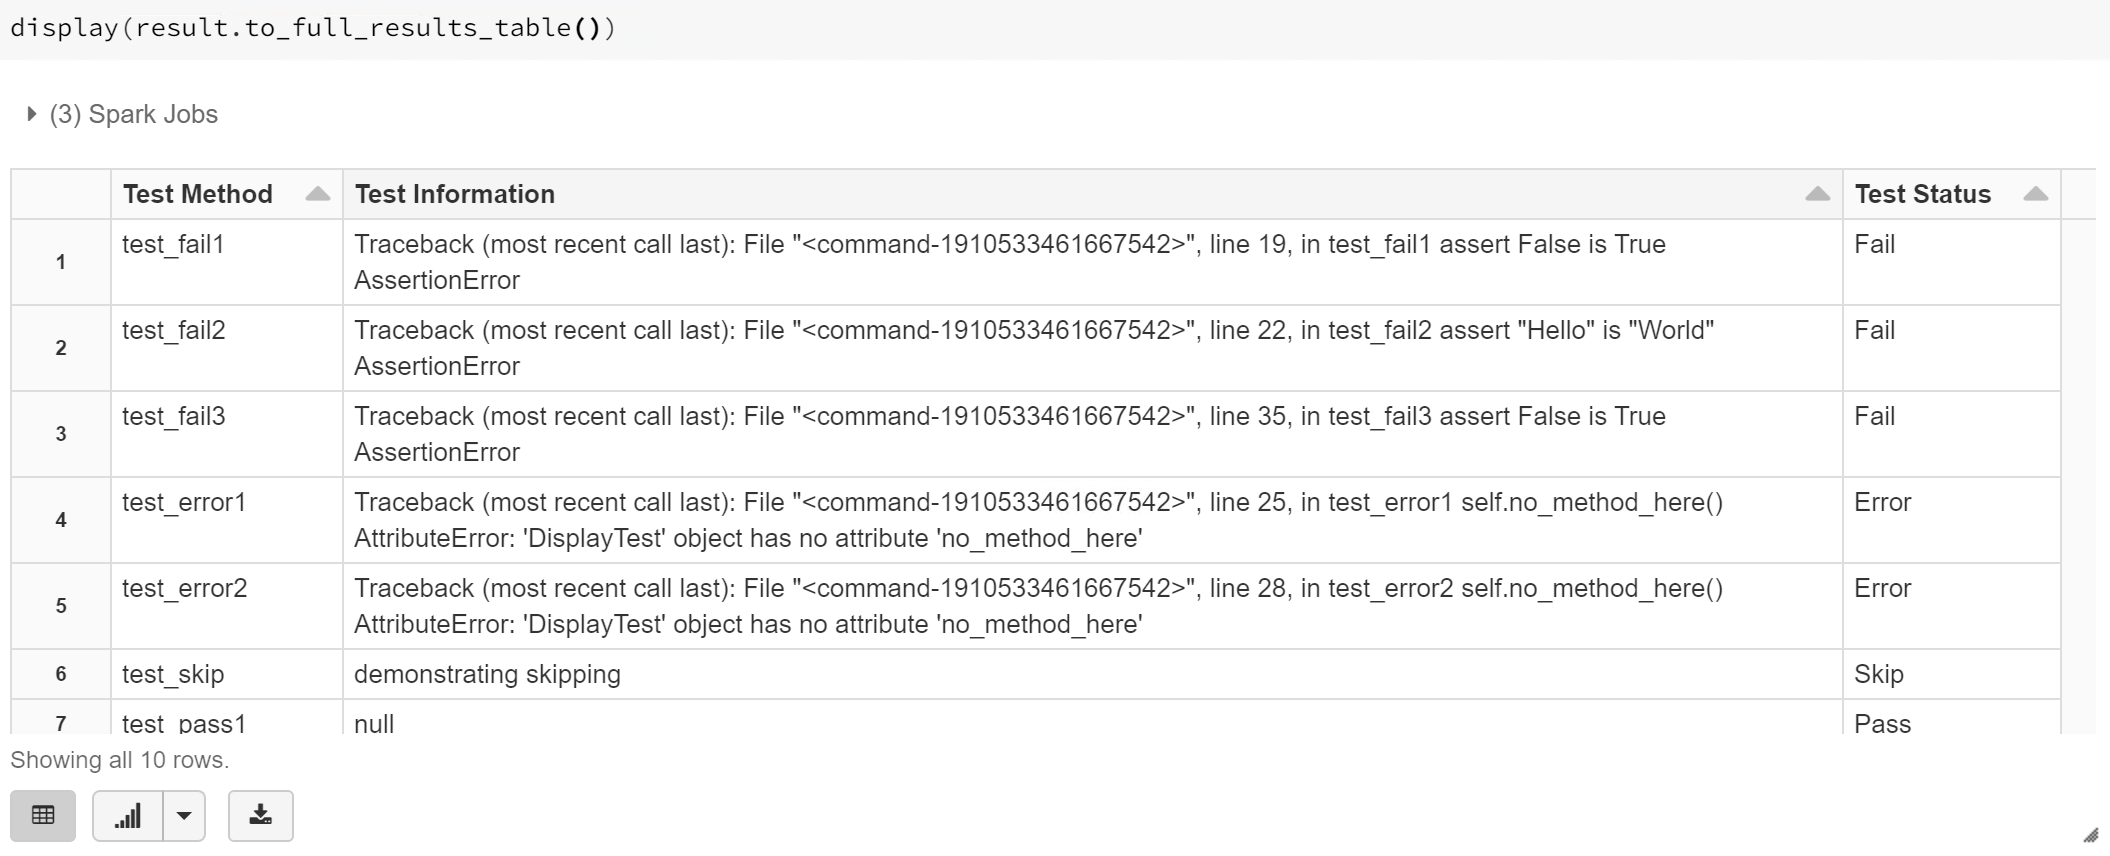 display(result.to_full_results_table())
(3) Spark Jobs
Test Method Test Information Test Status
1 test_fail1 Traceback (most recent call last): File "<command-1910533461667542>", line 19, in test_fail1 assert False is True Fail
AssertionError
2 test_fail2 Traceback (most recent call last): File "<command-1910533461667542>", line 22, in test_fail2 assert "Hello" is "World" Fail
AssertionError
3 test_fail3 Traceback (most recent call last): File "<command-1910533461667542>", line 35, in test_fail3 assert False is True Fail
AssertionError
4 test_error1 Traceback (most recent call last): File "<command-1910533461667542>", line 25, in test_error1 self.no_method_here() Error
AttributeError: 'DisplayTest' object has no attribute 'no_method_here'
5 test_error2 Traceback (most recent call last): File "<command-1910533461667542>", line 28, in test_error2 self.no_method_here() Error
AttributeError: 'DisplayTest' object has no attribute 'no_method_here'
6 test_skip demonstrating skipping Skip
7 test_pass1 null Pass
Showing all 10 rows.